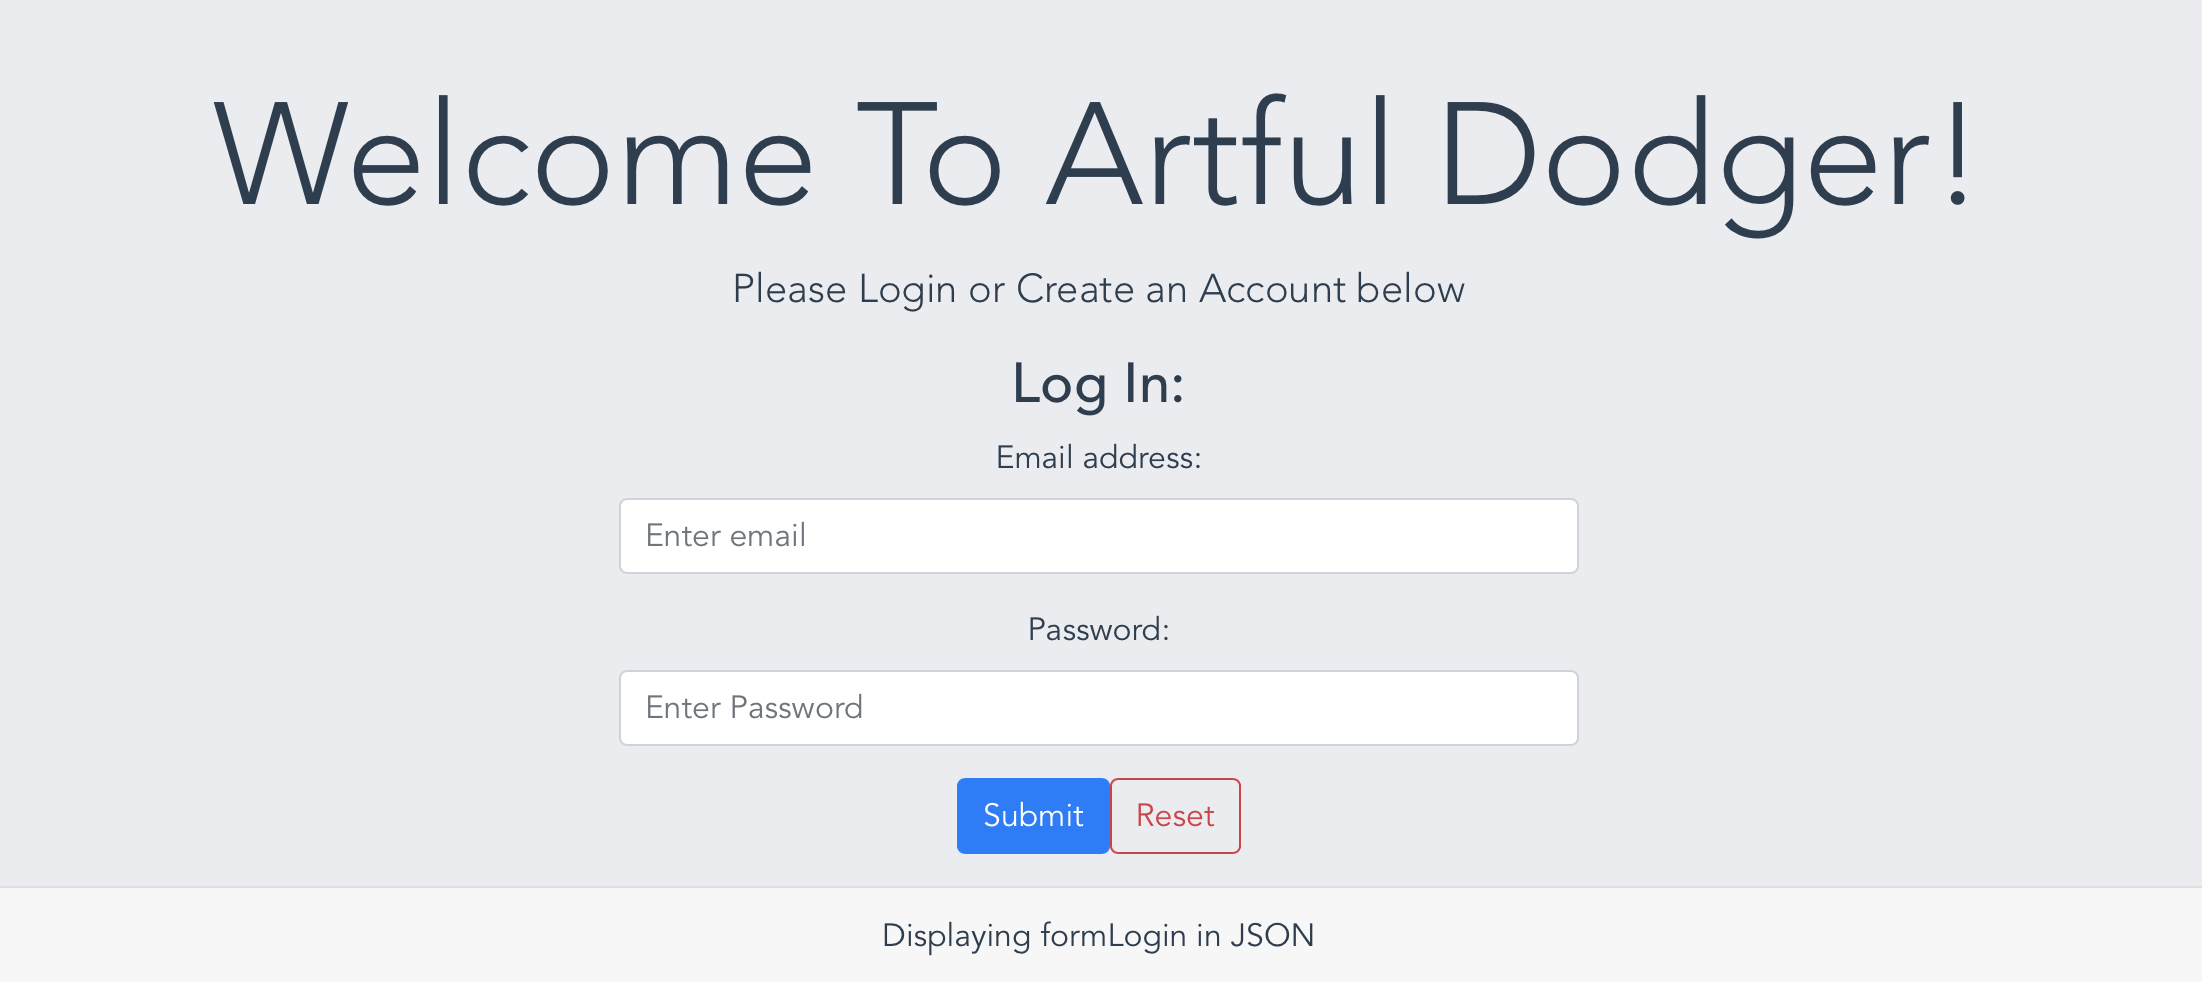 Welcome To Artful Dodger!
Please Login or Create an Account below
Log In:
Email address:
Enter email
Password:
Enter Password
Submit Reset
Displaying formLogin in JSON